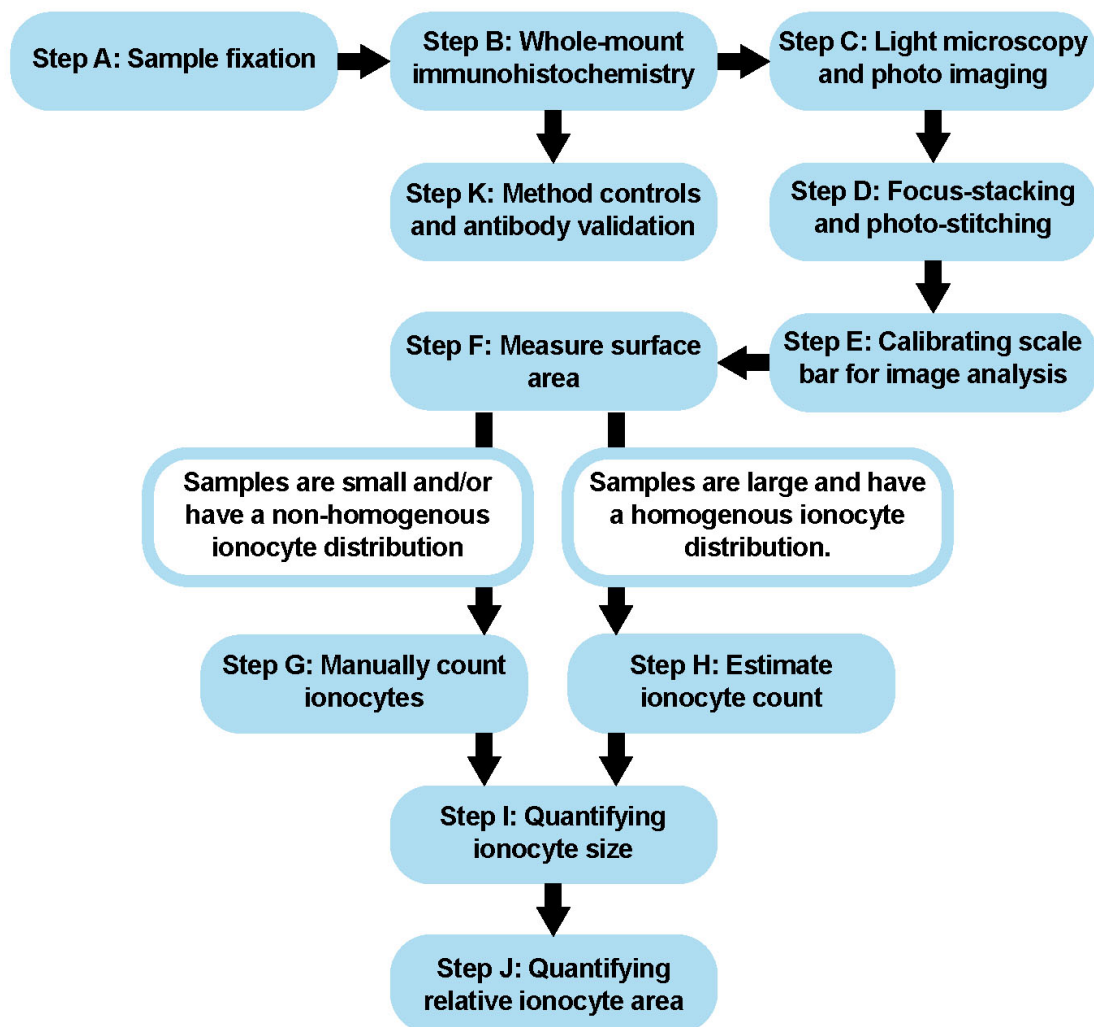 Step A: Sample fixation
Step B: Whole-mount
immunohistochemistry
Step C: Light microscopy
and photo imaging
Step K: Method controls
and antibody validation
Step D: Focus-stacking
and photo-stitching
Step F: Measure surface
area
Step E: Calibrating scale
bar for image analysis
Samples are small and/or
have a non-homogenous
ionocyte distribution
Samples are large and have
a homogenous ionocyte
distribution.
Step G: Manually count
ionocytes
Step H: Estimate
ionocyte count
Step I: Quantifying
ionocyte size
Step J: Quantifying
relative ionocyte area